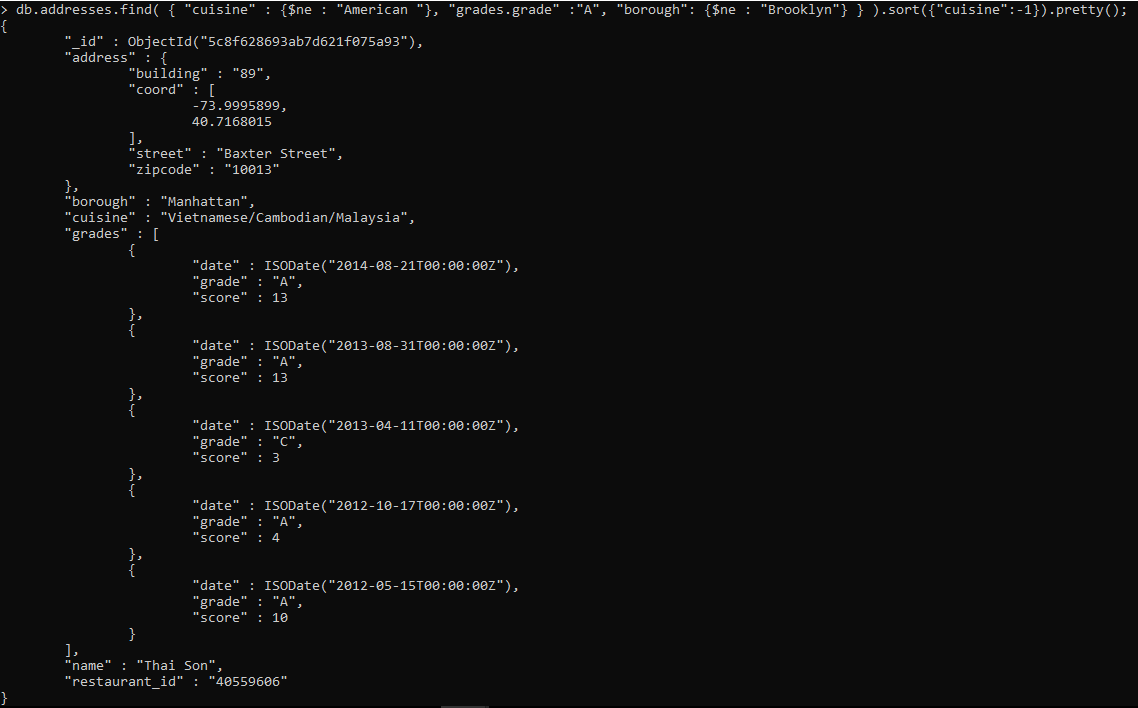 > db.addresses.find( { "cuisine" : {$ne : "American "}, "grades.grade" :"A", "borough": {$ne : "Brooklyn"} } ).sort({"cuisine":-1}).pretty();
{
        "_id" : ObjectId("5c8f628693ab7d621f075a93"),
        "address" : {
                "building" : "89",
                "coord" : [
                        -73.9995899,
                        40.7168015
                ],
                "street" : "Baxter Street",
                "zipcode" : "10013"
        },
        "borough" : "Manhattan",
        "cuisine" : "Vietnamese/Cambodian/Malaysia",
        "grades" : [
                {
                        "date" : ISODate("2014-08-21T00:00:00Z"),
                        "grade" : "A",
                        "score" : 13
                },
                {
                        "date" : ISODate("2013-08-31T00:00:00Z"),
                        "grade" : "A",
                        "score" : 13
                },
                {
                        "date" : ISODate("2013-04-11T00:00:00Z"),
                        "grade" : "C",
                        "score" : 3
                },
                {
                        "date" : ISODate("2012-10-17T00:00:00Z"),
                        "grade" : "A",
                        "score" : 4
                },
                {
                        "date" : ISODate("2012-05-15T00:00:00Z"),
                        "grade" : "A",
                        "score" : 10
                }
        ],
        "name" : "Thai Son",
        "restaurant_id" : "40559606"
}